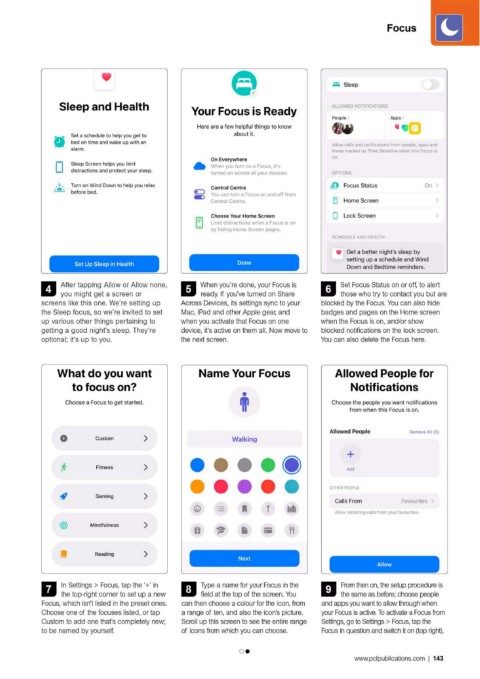 Focus
Sleep and Health
Set a schedule to help you get to
bed on time and wake up with an
alarm.
Sleep Screen helps you limit
distractions and protect your sleep.
Turn on Wind Down to help you relax
before bed.
Set Up Sleep in Health
Your Focus is Ready
Here are a few helpful things to know
about it.
On Everywhere
When you turn on a Focus, it's
turned on across all your devices.
Control Centre
You can turn a Focus on and off from
Control Centre.
Choose Your Home Screen
Limit distractions when a Focus is on
by hiding Home Screen pages.
Done
Sleep
ALLOWED NOTIFICATIONS
People
Apps
Allow calls and notifications from people, apps and
those marked as Time Sensitive when this Focus is
on.
OPTIONS
Focus Status On >
Home Screen >
Lock Screen >
SCHEDULE AND HEALTH
Get a better night's sleep by
setting up a schedule and Wind
Down and Bedtime reminders.
4 After tapping Allow or Allow none,
you might get a screen or
screens like this one. We're setting up
the Sleep focus, so we're invited to set
up various other things pertaining to
getting a good night's sleep. They're
optional; it's up to you.
5 When you're done, your Focus is
ready. If you've turned on Share
Across Devices, its settings sync to your
Mac, iPad and other Apple gear, and
when you activate that Focus on one
device, it's active on them all. Now move to
the next screen.
6 Set Focus Status on or off, to alert
those who try to contact you but are
blocked by the Focus. You can also hide
badges and pages on the Home screen
when the Focus is on, and/or show
blocked notifications on the lock screen.
You can also delete the Focus here.
What do you want
to focus on?
Choose a Focus to get started.
Custom >
Fitness >
Gaming >
Mindfulness >
Reading >
Name Your Focus
Walking
Next
Allowed People for
Notifications
Choose the people you want notifications
from when this Focus is on.
Allowed People Remove All (0)
+
Add
OTHER PEOPLE
Calls From Favourites >
Allow incoming calls from your favourites.
Allow
7 In Settings > Focus, tap the '+' in
the top-right corner to set up a new
Focus, which isn't listed in the preset ones.
Choose one of the focuses listed, or tap
Custom to add one that's completely new;
to be named by yourself.
8 Type a name for your Focus in the
field at the top of the screen. You
can then choose a colour for the icon, from
a range of ten, and also the icon's picture.
Scroll up this screen to see the entire range
of icons from which you can choose.
9 From then on, the setup procedure is
the same as before; choose people
and apps you want to allow through when
your Focus is active. To activate a Focus from
Settings, go to Settings > Focus, tap the
Focus in question and switch it on (top right).
www.pclpublications.com | 143